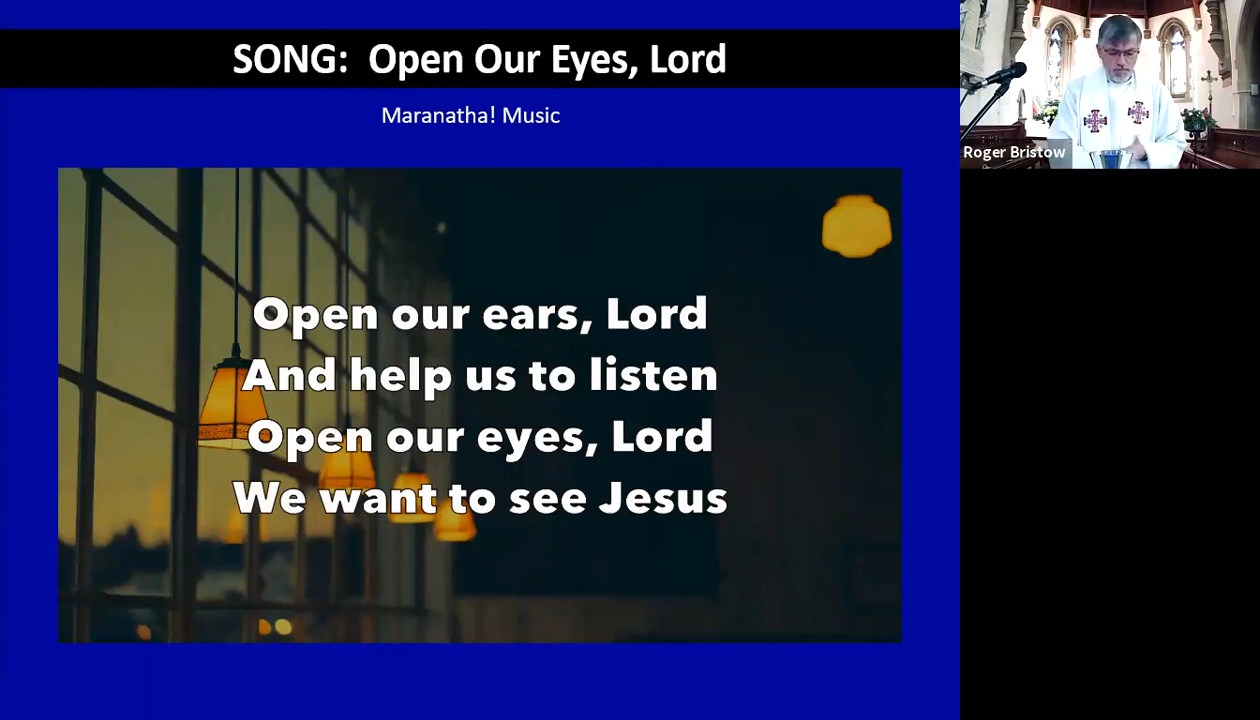 SONG:  Open Our Eyes, Lord
Maranatha! Music
Open our ears, Lord
And help us to listen
Open our eyes, Lord
We want to see Jesus
Roger Bristow